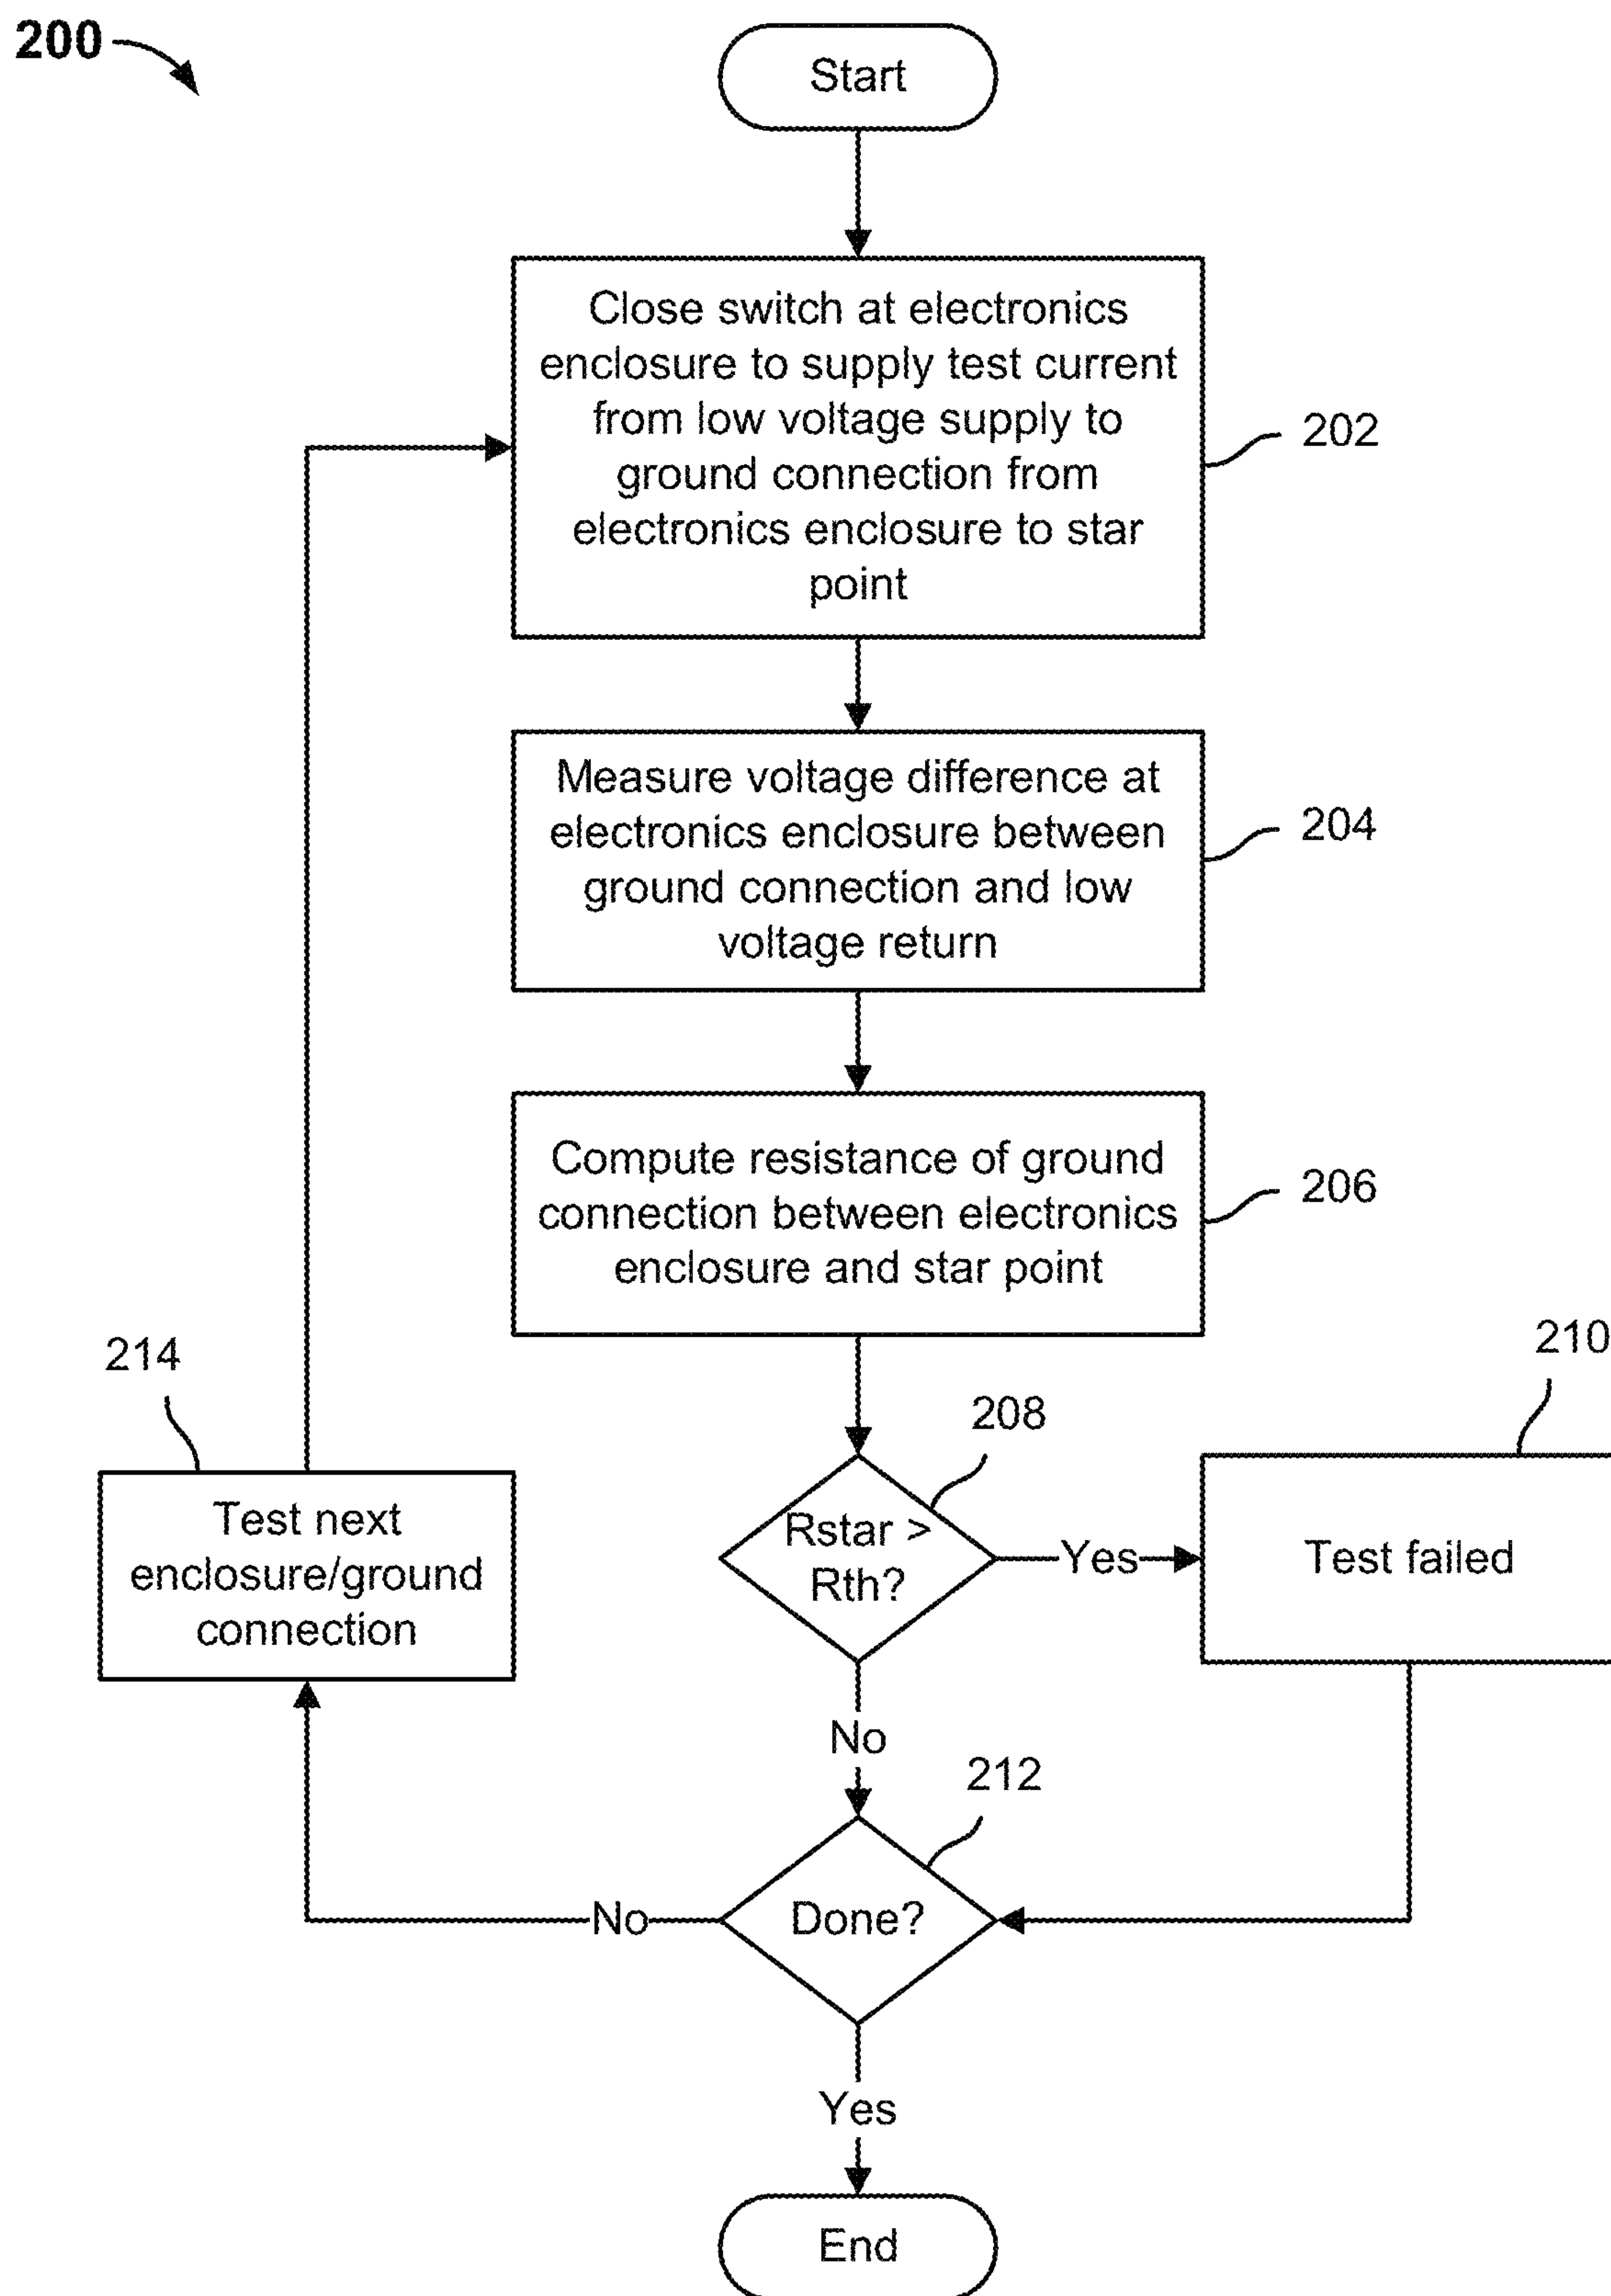 200
Start
Close switch at electronics
enclosure to supply test current
from low voltage supply to
ground connection from
electronics enclosure to star
point
202
Measure voltage difference at
electronics enclosure between
ground connection and low
voltage return
204
Compute resistance of ground
connection between electronics
enclosure and star point
206
208
Rstar >
Rth?
Yes
210
Test failed
214
Test next
enclosure/ground
connection
No
212
Done?
No
Yes
End